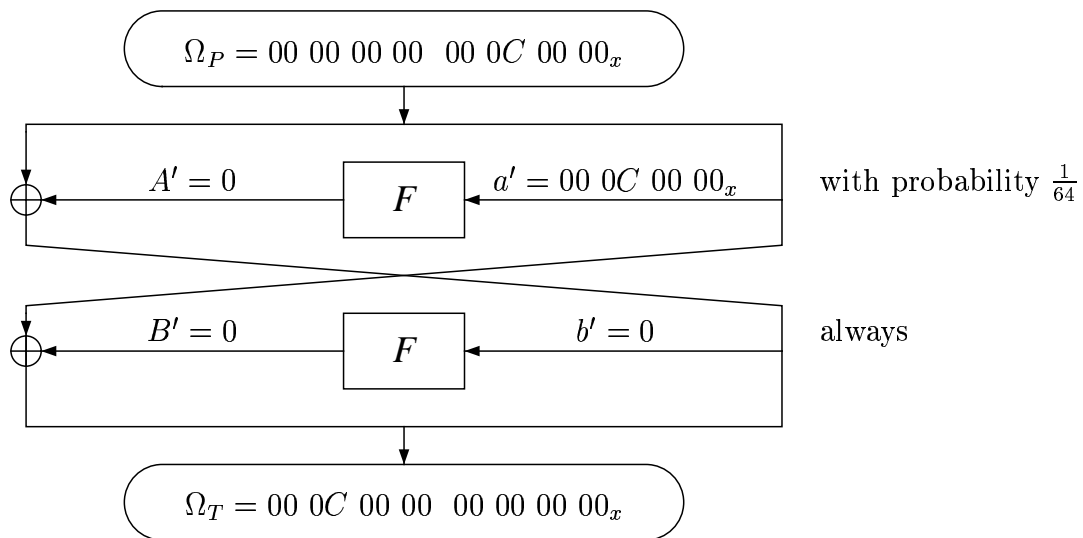 Ω_P = 00 00 00 00 00 0C 00 00_x
A′ = 0 F a′ = 00 0C 00 00_x with probability 1/64
B′ = 0 F b′ = 0 always
Ω_T = 00 0C 00 00 00 00 00 00_x